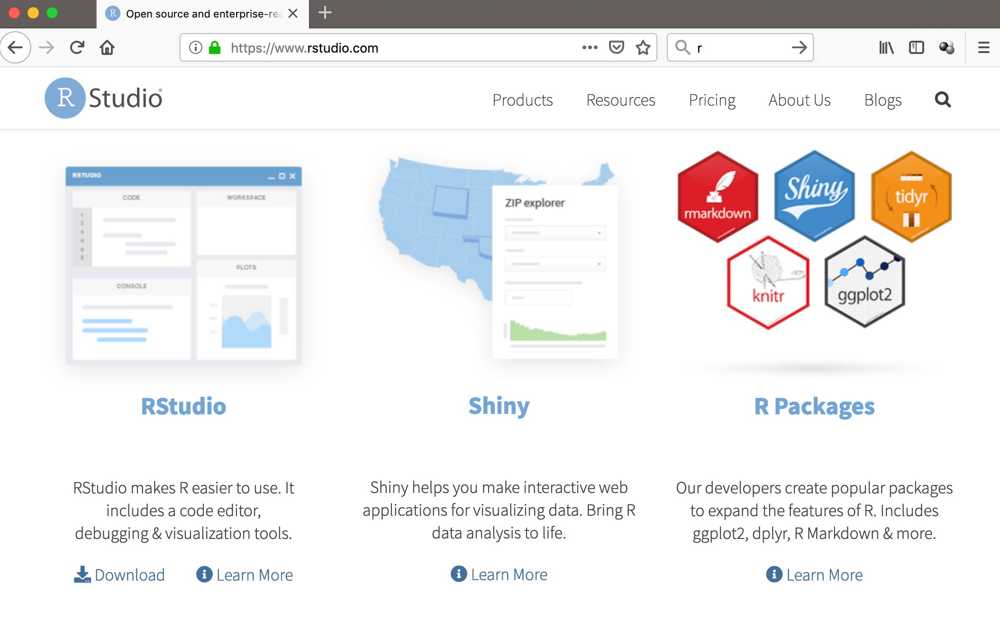 R Open source and enterprise-rea
https://www.rstudio.com
r
R Studio®
Products Resources Pricing About Us Blogs
RSTUDIO
CODE
WORKSPACE
1
2
3
4
5
6
PLOTS
CONSOLE
ZIP explorer
rmarkdown
Shiny
tidyr
knitr
ggplot2
RStudio
Shiny
R Packages
RStudio makes R easier to use. It
includes a code editor,
debugging & visualization tools.
Download Learn More
Shiny helps you make interactive web
applications for visualizing data. Bring R
data analysis to life.
Learn More
Our developers create popular packages
to expand the features of R. Includes
ggplot2, dplyr, R Markdown & more.
Learn More